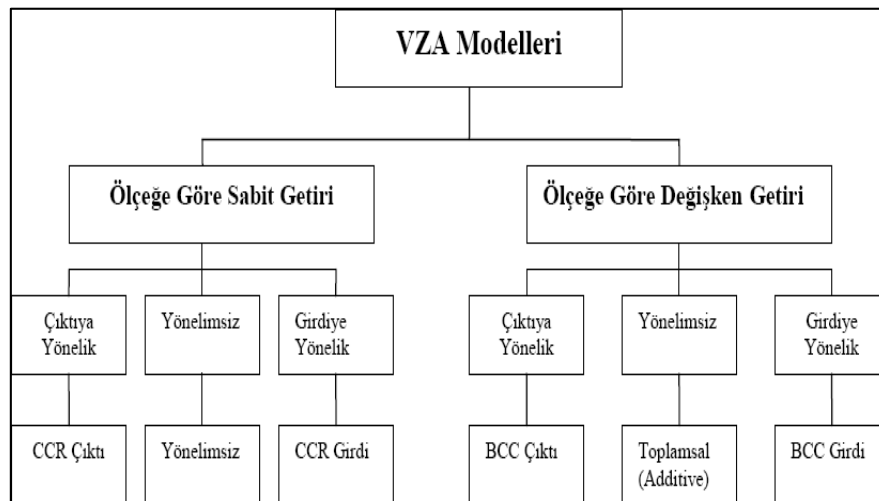 VZA Modelleri
Ölçeğe Göre Sabit Getiri
Ölçeğe Göre Değişken Getiri
Çıktıya
Yönelik
Yönelimsiz
Girdiye
Yönelik
Çıktıya
Yönelik
Yönelimsiz
Girdiye
Yönelik
CCR Çıktı
Yönelimsiz
CCR Girdi
BCC Çıktı
Toplamsal
(Additive)
BCC Girdi